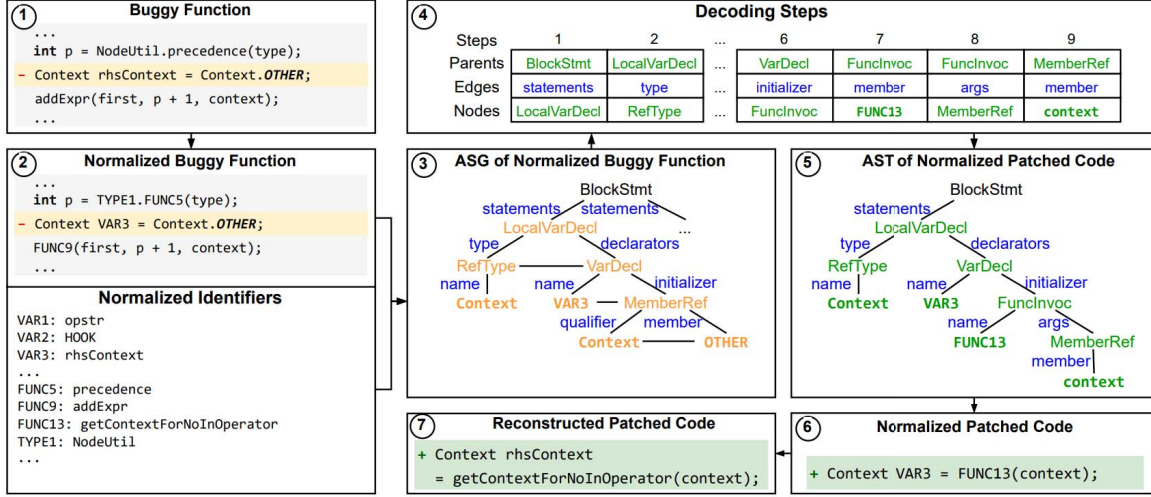 1 Buggy Function
...
int p = NodeUtil.precedence(type);
- Context rhsContext = Context.OTHER;
addExpr(first, p + 1, context);
...
2 Normalized Buggy Function
...
int p = TYPE1.FUNC5(type);
- Context VAR3 = Context.OTHER;
FUNC9(first, p + 1, context);
...
Normalized Identifiers
VAR1: opstr
VAR2: HOOK
VAR3: rhsContext
...
FUNC5: precedence
FUNC9: addExpr
FUNC13: getContextForNoInOperator
TYPE1: NodeUtil
...
3 ASG of Normalized Buggy Function
BlockStmt
statements statements
LocalVarDecl ...
type declarators
RefType VarDecl
name name initializer
Context VAR3 MemberRef
qualifier member
Context OTHER
4 Decoding Steps
Steps 1 2 ... 6 7 8 9
Parents BlockStmt LocalVarDecl ... VarDecl FuncInvoc FuncInvoc MemberRef
Edges statements type ... initializer member args member
Nodes LocalVarDecl RefType ... FuncInvoc FUNC13 MemberRef context
5 AST of Normalized Patched Code
BlockStmt
statements
LocalVarDecl
type declarators
RefType VarDecl
name name initializer
Context VAR3 FuncInvoc
name args
FUNC13 MemberRef
member
context
6 Normalized Patched Code
+ Context VAR3 = FUNC13(context);
7 Reconstructed Patched Code
+ Context rhsContext
= getContextForNoInOperator(context);